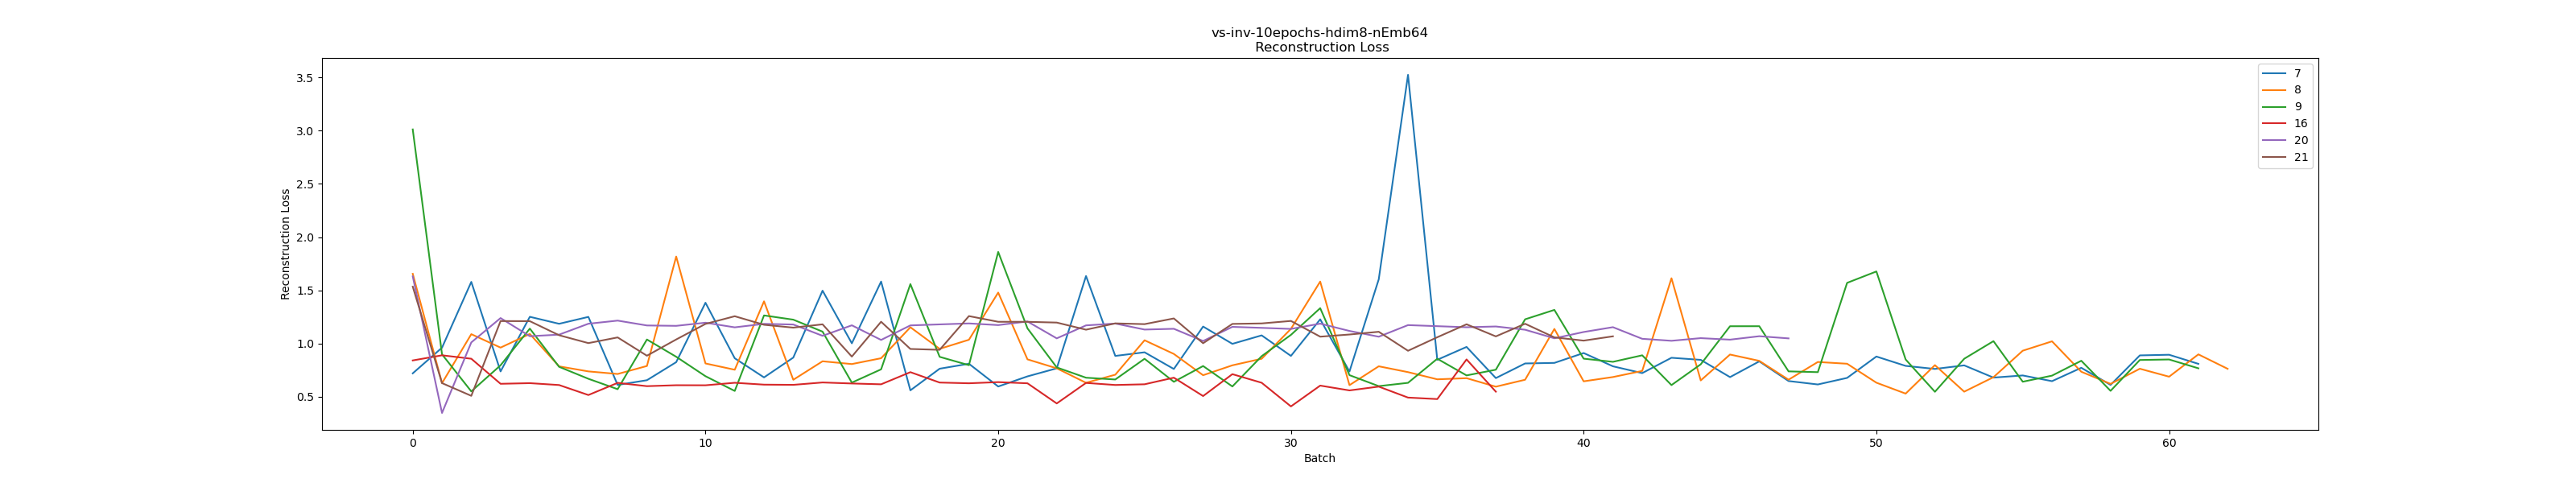 vs-inv-10epochs-hdim8-nEmb64
Reconstruction Loss
3.5
3.0
2.5
2.0
1.5
1.0
0.5
Reconstruction Loss
7
8
9
16
20
21
0 10 20 30 40 50 60
Batch